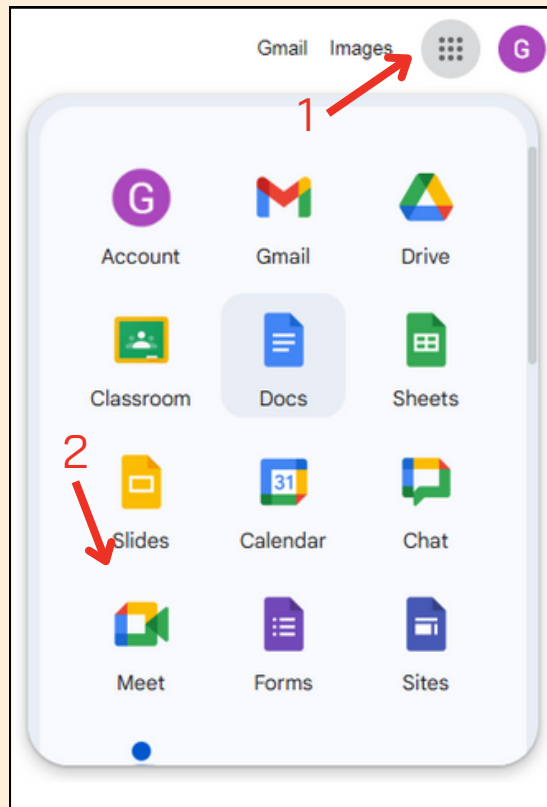 Gmail Images G
1
G
Account Gmail Drive
Classroom Docs Sheets
2
31
Slides Calendar Chat
Meet Forms Sites